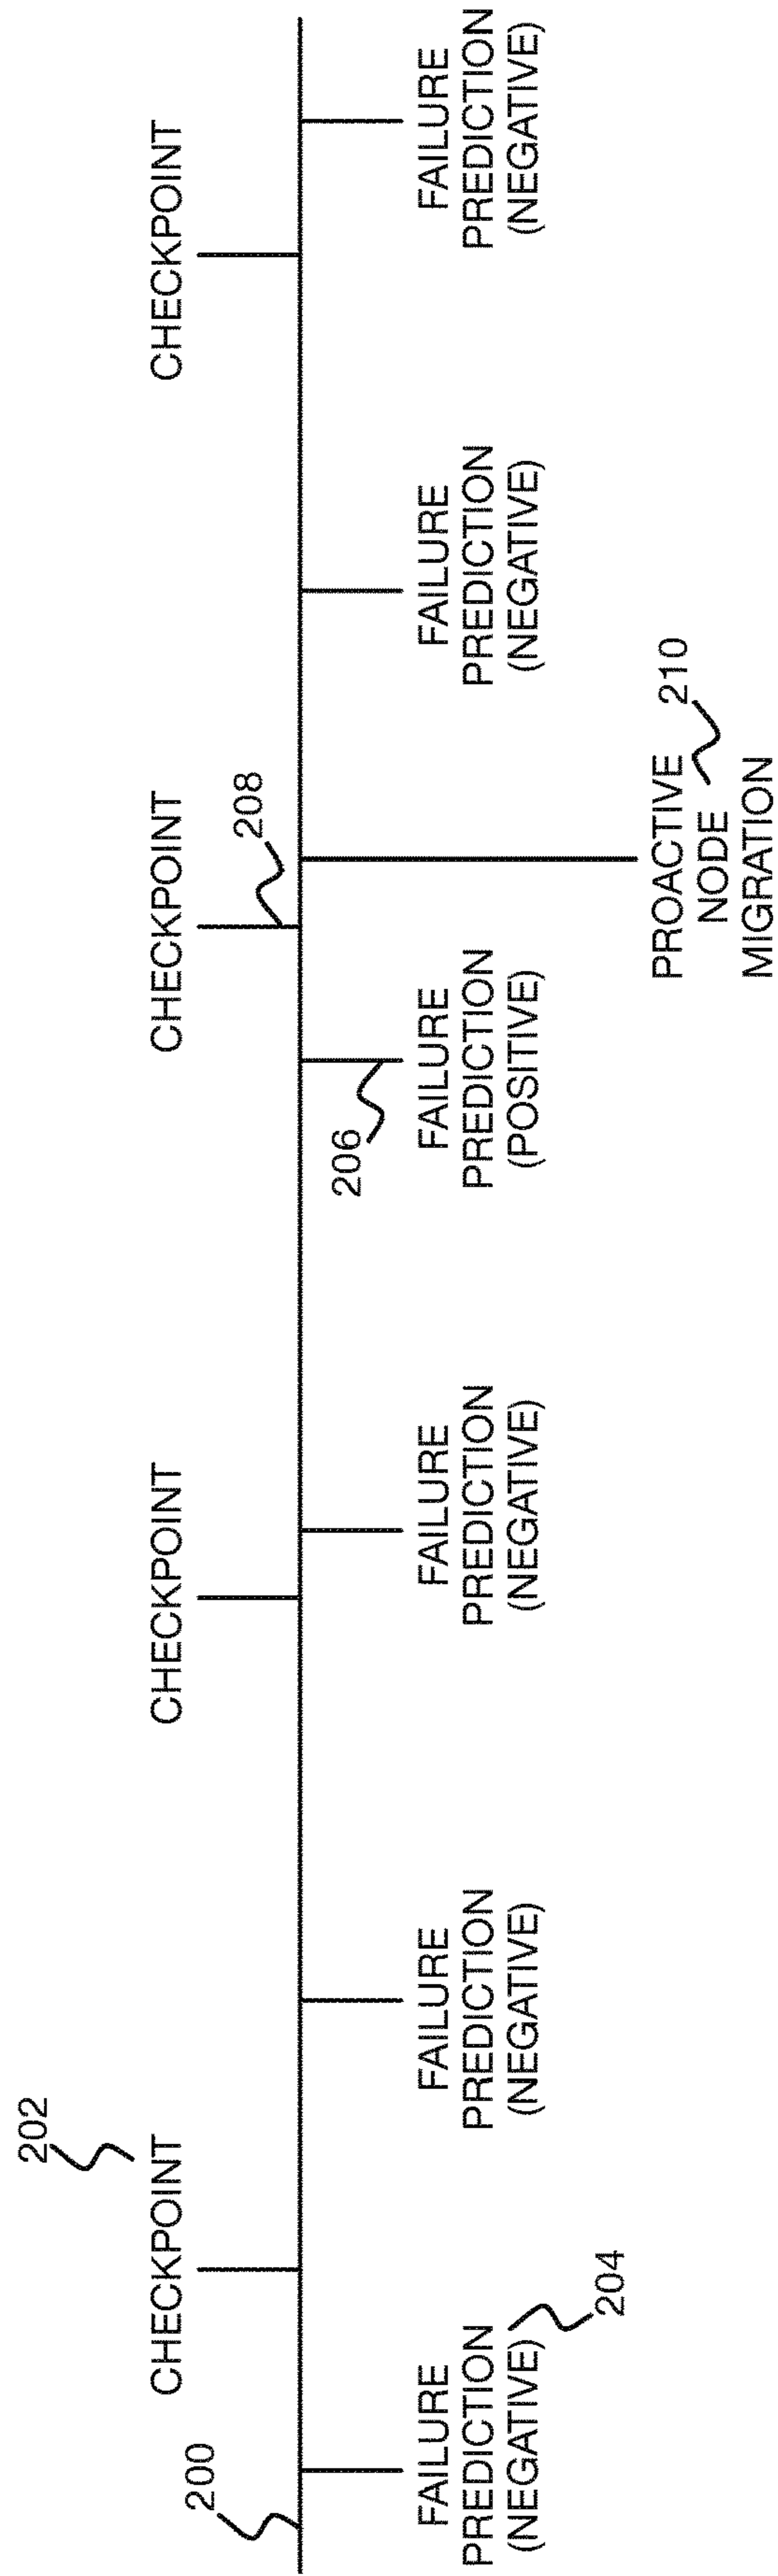 200
202
CHECKPOINT
CHECKPOINT
CHECKPOINT
208
CHECKPOINT
FAILURE
PREDICTION
(NEGATIVE)
204
FAILURE
PREDICTION
(NEGATIVE)
FAILURE
PREDICTION
(NEGATIVE)
206
FAILURE
PREDICTION
(POSITIVE)
PROACTIVE
NODE
MIGRATION
210
FAILURE
PREDICTION
(NEGATIVE)
FAILURE
PREDICTION
(NEGATIVE)